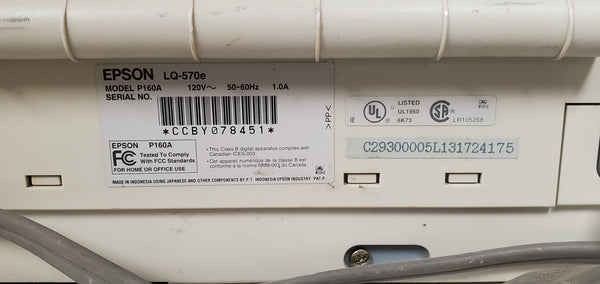 EPSON LQ-570e
MODEL P160A 120V～ 50-60Hz 1.0A
SERIAL NO.
*CCBY078451*
>PP<
EPSON P160A
FC Tested To Comply
With FCC Standards
FOR HOME OR OFFICE USE
• This Class B digital apparatus complies with
Canadian ICES-003.
• Cet appareil numérique de la classe B est
conforme à la norme NMB-003 du Canada.
MADE IN INDONESIA USING JAPANESE AND OTHER COMPONENTS BY P.T. INDONESIA EPSON INDUSTRY. PAT.P
IE
UL
LISTED
UL1950
6K73
SA
LR105268
C29300005L131724175